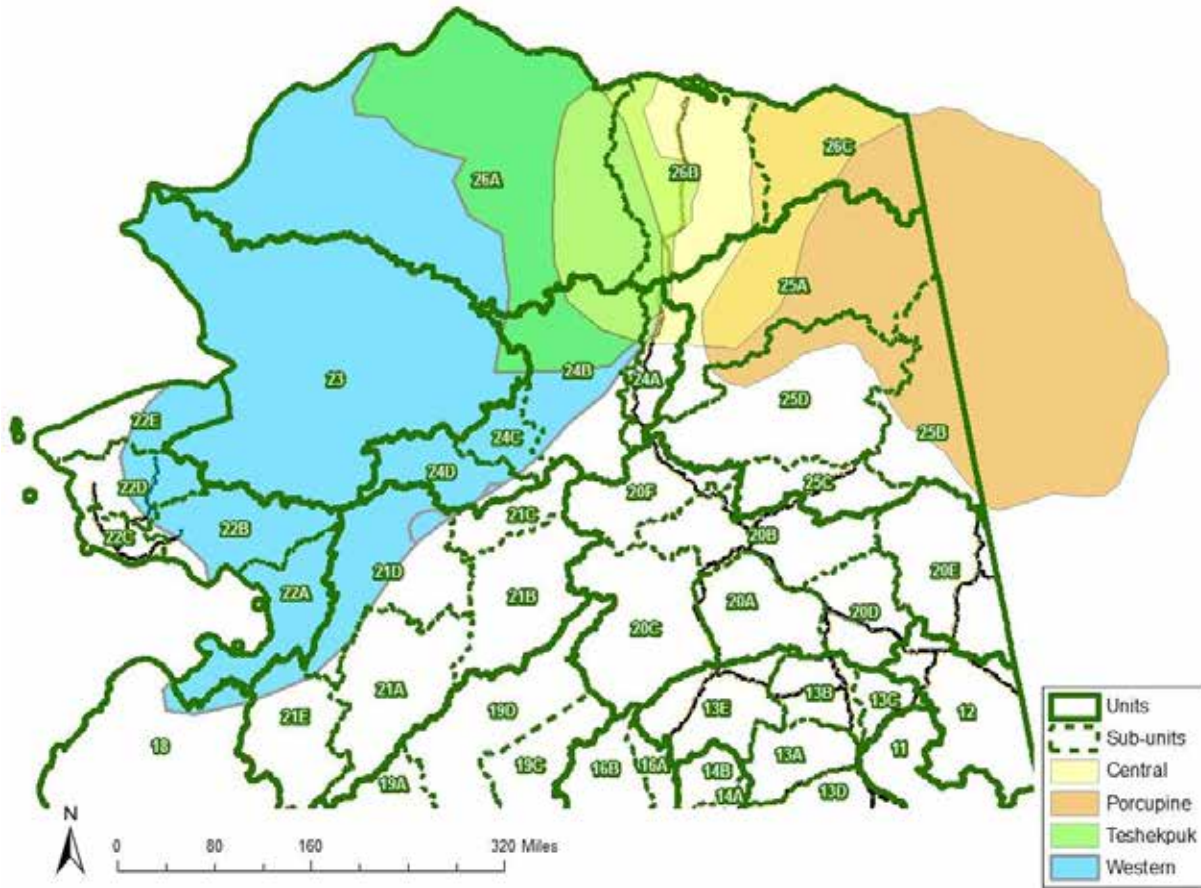 26C
26B
26A
25A
24B
23
24A
25D
22E
25B
24C
24D
22D
25C
20F
21C
22B
22C
20B
21D
20E
21B
22A
20A
20D
20C
21A
13B
13C
12
19D
13E
21E
18
11
13A
19C
16B
16A
14B
19A
14A
13D
Units
Sub-units
Central
Porcupine
Teshekpuk
Western
N
0 80 160 320 Miles